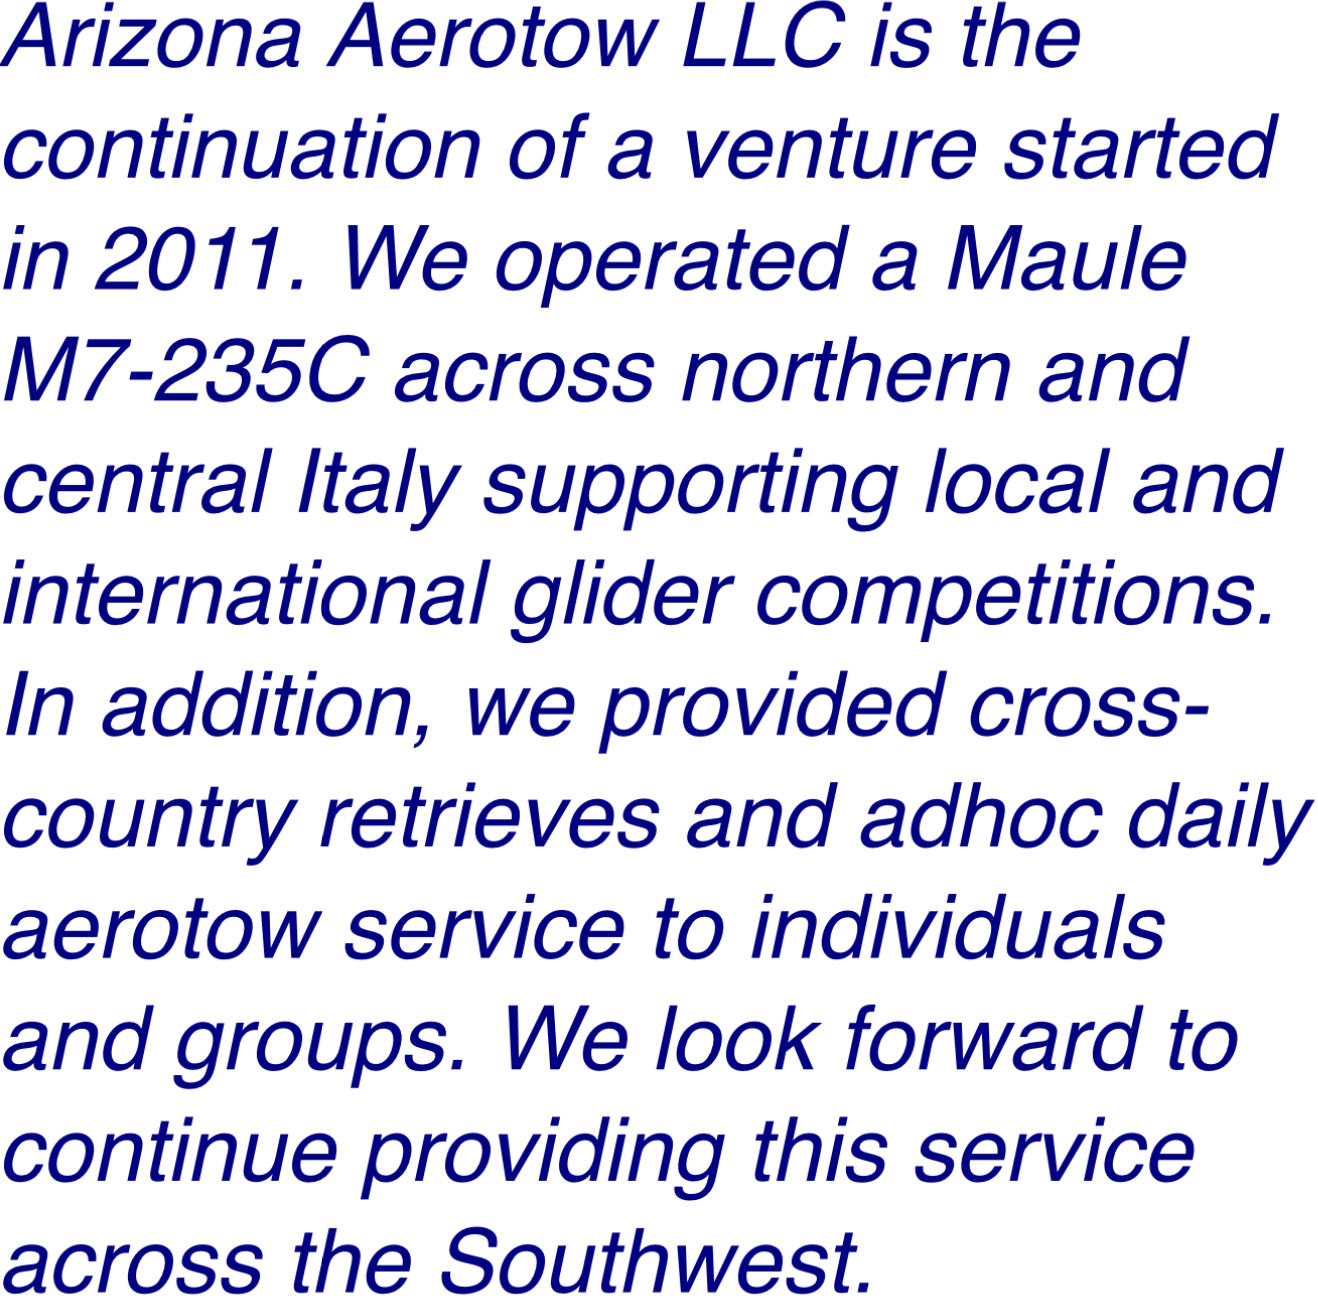 Arizona Aerotow LLC is the
continuation of a venture started
in 2011. We operated a Maule
M7-235C across northern and
central Italy supporting local and
international glider competitions.
In addition, we provided cross-
country retrieves and adhoc daily
aerotow service to individuals
and groups. We look forward to
continue providing this service
across the Southwest.